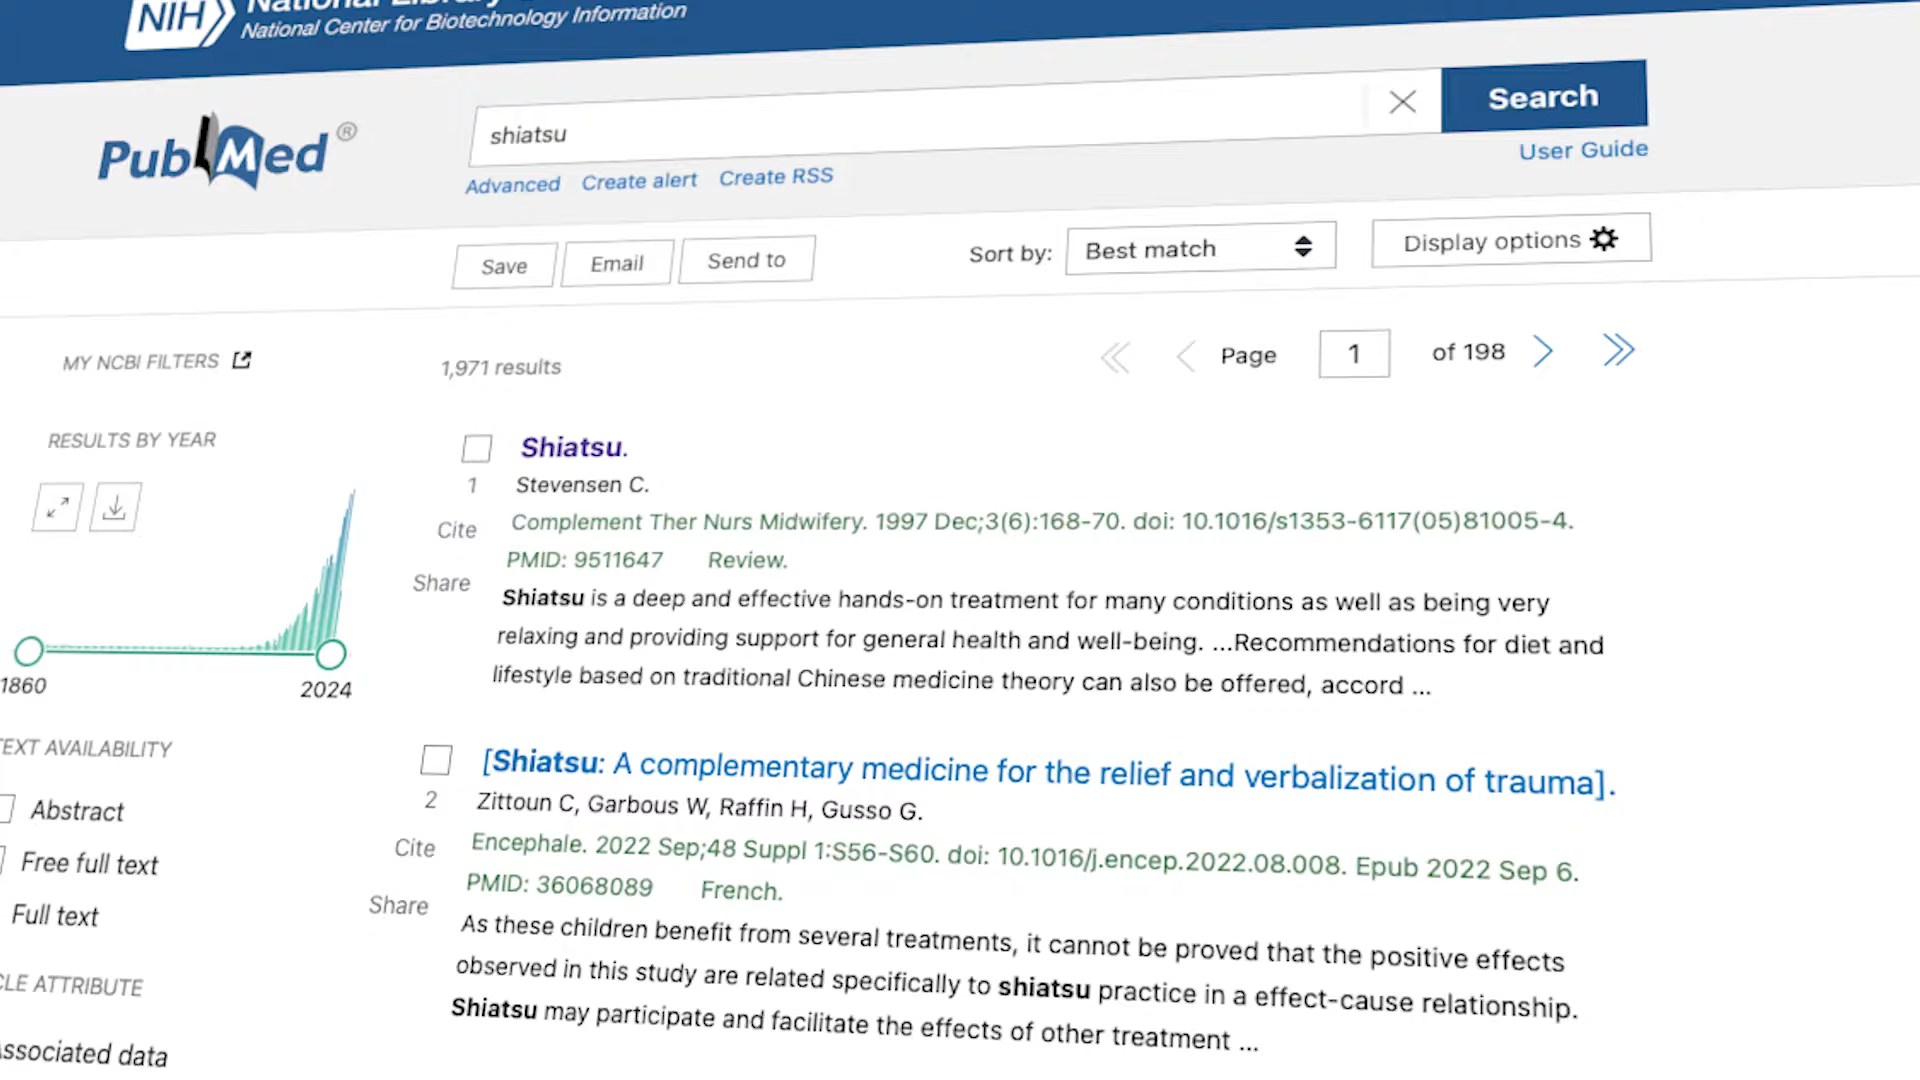 NIH
National Center for Biotechnology Information
PubMed®
shiatsu
Search
Advanced Create alert Create RSS
User Guide
Save Email Send to
Sort by: Best match Display options
MY NCBI FILTERS
1,971 results
Page 1 of 198
RESULTS BY YEAR
1860 2024
Shiatsu.
1
Stevensen C.
Cite
Complement Ther Nurs Midwifery. 1997 Dec;3(6):168-70. doi: 10.1016/s1353-6117(05)81005-4.
PMID: 9511647 Review.
Share
Shiatsu is a deep and effective hands-on treatment for many conditions as well as being very
relaxing and providing support for general health and well-being. ...Recommendations for diet and
lifestyle based on traditional Chinese medicine theory can also be offered, accord ...
TEXT AVAILABILITY
Abstract
Free full text
Full text
[Shiatsu: A complementary medicine for the relief and verbalization of trauma].
2
Zittoun C, Garbous W, Raffin H, Gusso G.
Cite
Encephale. 2022 Sep;48 Suppl 1:S56-S60. doi: 10.1016/j.encep.2022.08.008. Epub 2022 Sep 6.
PMID: 36068089 French.
Share
As these children benefit from several treatments, it cannot be proved that the positive effects
observed in this study are related specifically to shiatsu practice in a effect-cause relationship.
Shiatsu may participate and facilitate the effects of other treatment ...
CLE ATTRIBUTE
Associated data